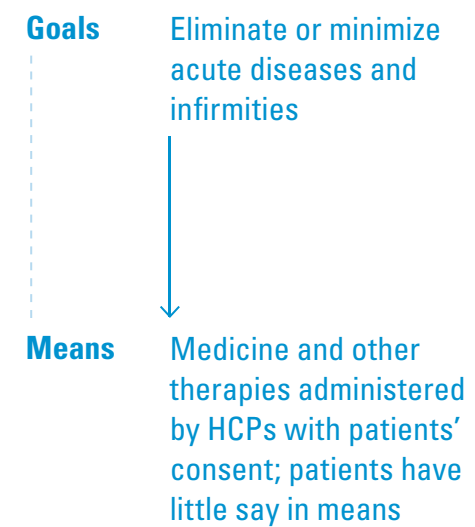 Goals
Eliminate or minimize
acute diseases and
infirmities
Means
Medicine and other
therapies administered
by HCPs with patients’
consent; patients have
little say in means